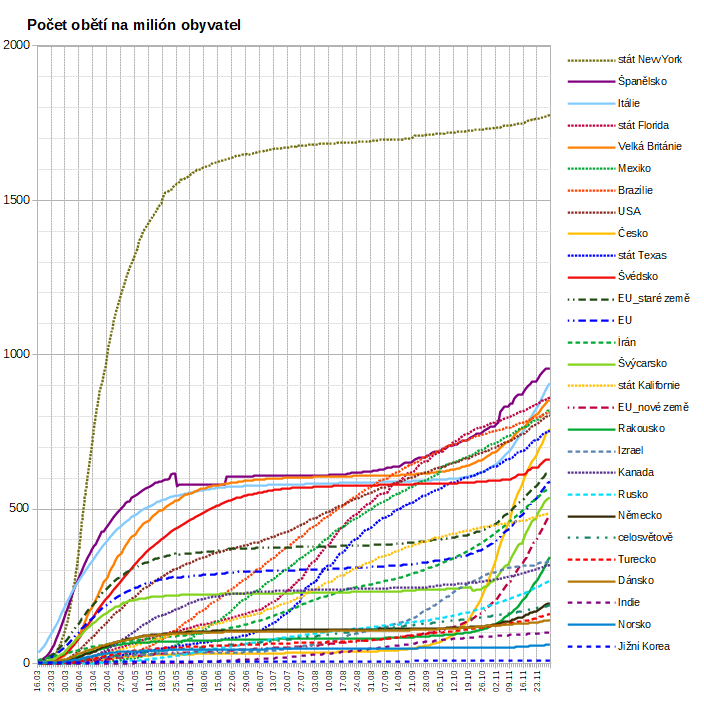 Počet obětí na milión obyvatel
2000
1500
1000
500
0
stát NewYork
Španělsko
Itálie
stát Florida
Velká Británie
Mexiko
Brazílie
USA
Česko
stát Texas
Švédsko
EU_staré země
EU
Írán
Švýcarsko
stát Kalifornie
EU_nové země
Rakousko
Izrael
Kanada
Rusko
Německo
celosvětově
Turecko
Dánsko
Indie
Norsko
Jižní Korea
16.03
23.03
30.03
06.04
13.04
20.04
27.04
04.05
11.05
18.05
25.05
01.06
08.06
15.06
22.06
29.06
06.07
13.07
20.07
27.07
03.08
10.08
17.08
24.08
31.08
07.09
14.09
21.09
28.09
05.10
12.10
19.10
26.10
02.11
09.11
16.11
23.11